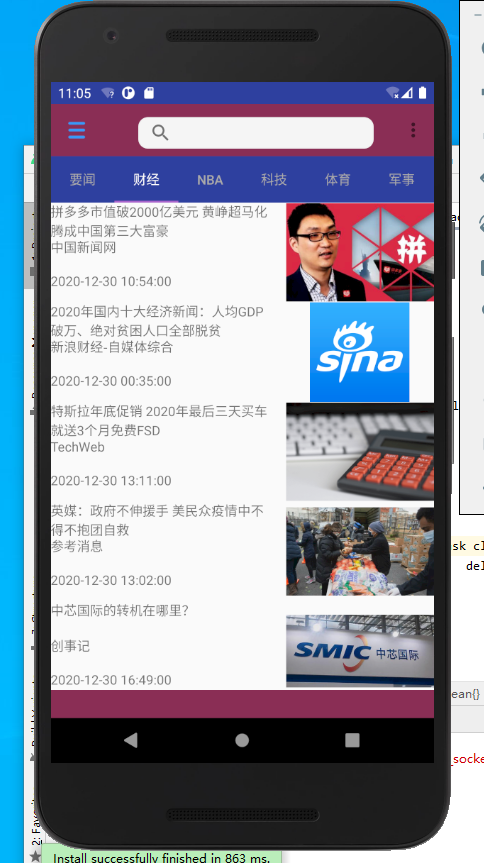 11:05
要闻
财经
NBA
科技
体育
军事
拼多多市值破2000亿美元 黄峥超马化
腾成中国第三大富豪
中国新闻网
2020-12-30 10:54:00
拼
2020年国内十大经济新闻：人均GDP
破万、绝对贫困人口全部脱贫
新浪财经-自媒体综合
2020-12-30 00:35:00
sina
特斯拉年底促销 2020年最后三天买车
就送3个月免费FSD
TechWeb
2020-12-30 13:11:00
英媒：政府不伸援手 美民众疫情中不
得不抱团自救
参考消息
2020-12-30 13:02:00
中芯国际的转机在哪里？
创事记
2020-12-30 16:49:00
SMIC 中芯国际
sk cl
del
ean{}
_socke
2: Favo
Install successfully finished in 863 ms.